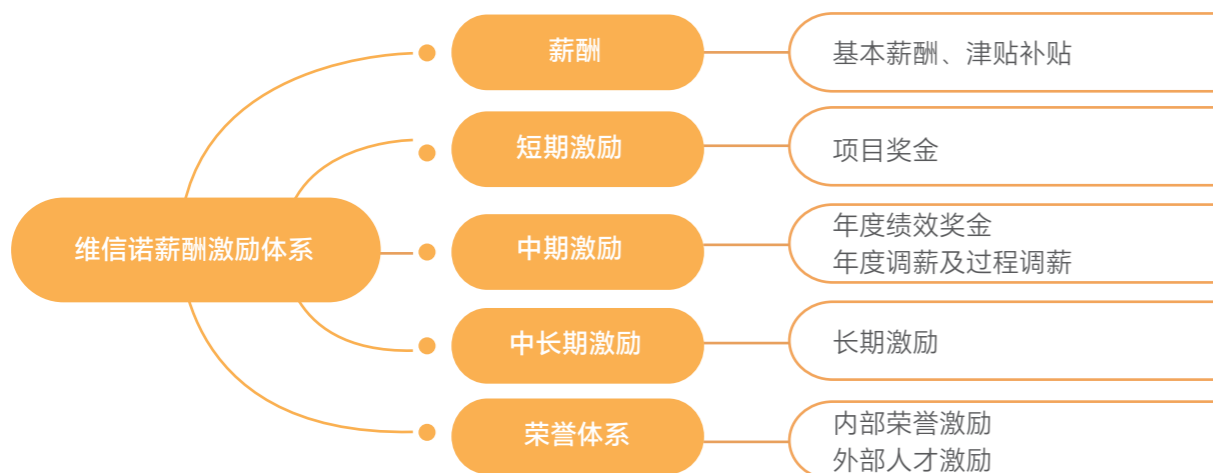 维信诺薪酬激励体系
薪酬
基本薪酬、津贴补贴
短期激励
项目奖金
中期激励
年度绩效奖金
年度调薪及过程调薪
中长期激励
长期激励
荣誉体系
内部荣誉激励
外部人才激励